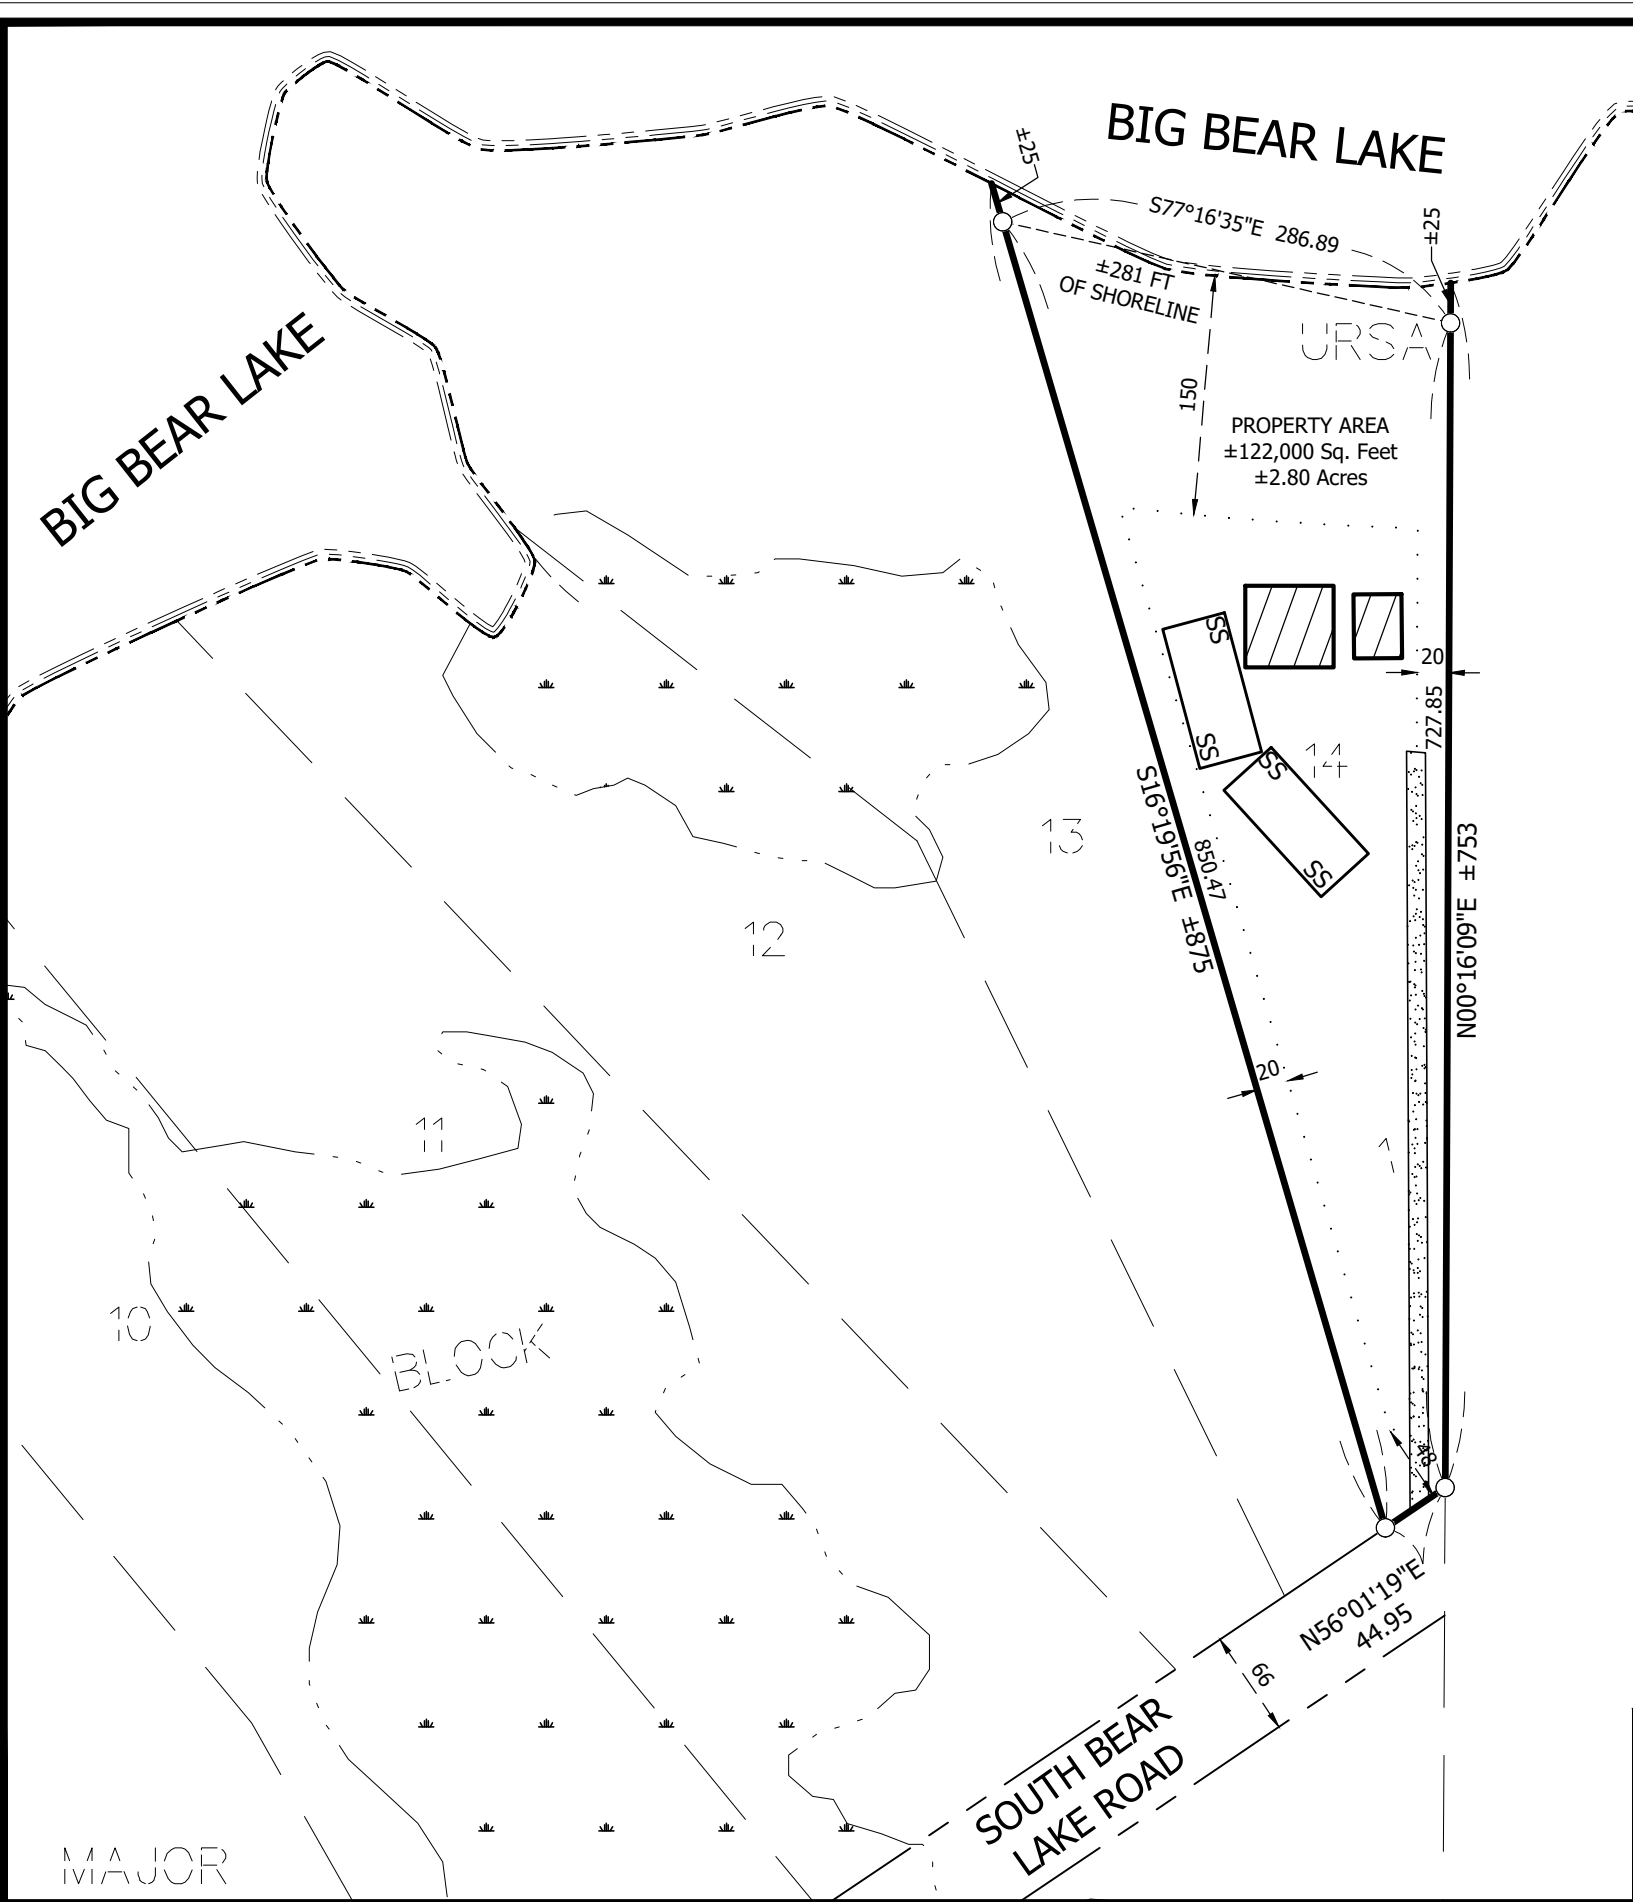 BIG BEAR LAKE
±25
S77°16'35"E 286.89
±25
±281 FT
OF SHORELINE
URSA
BIG BEAR LAKE
150
PROPERTY AREA
±122,000 Sq. Feet
±2.80 Acres
SS
20
727.85
SS
SS
14
S16°19'56"E ±875
850.47
13
SS
N00°16'09"E ±753
12
20
11
1
10
BLOCK
48
N56°01'19"E
44.95
66
SOUTH BEAR
LAKE ROAD
MAJOR